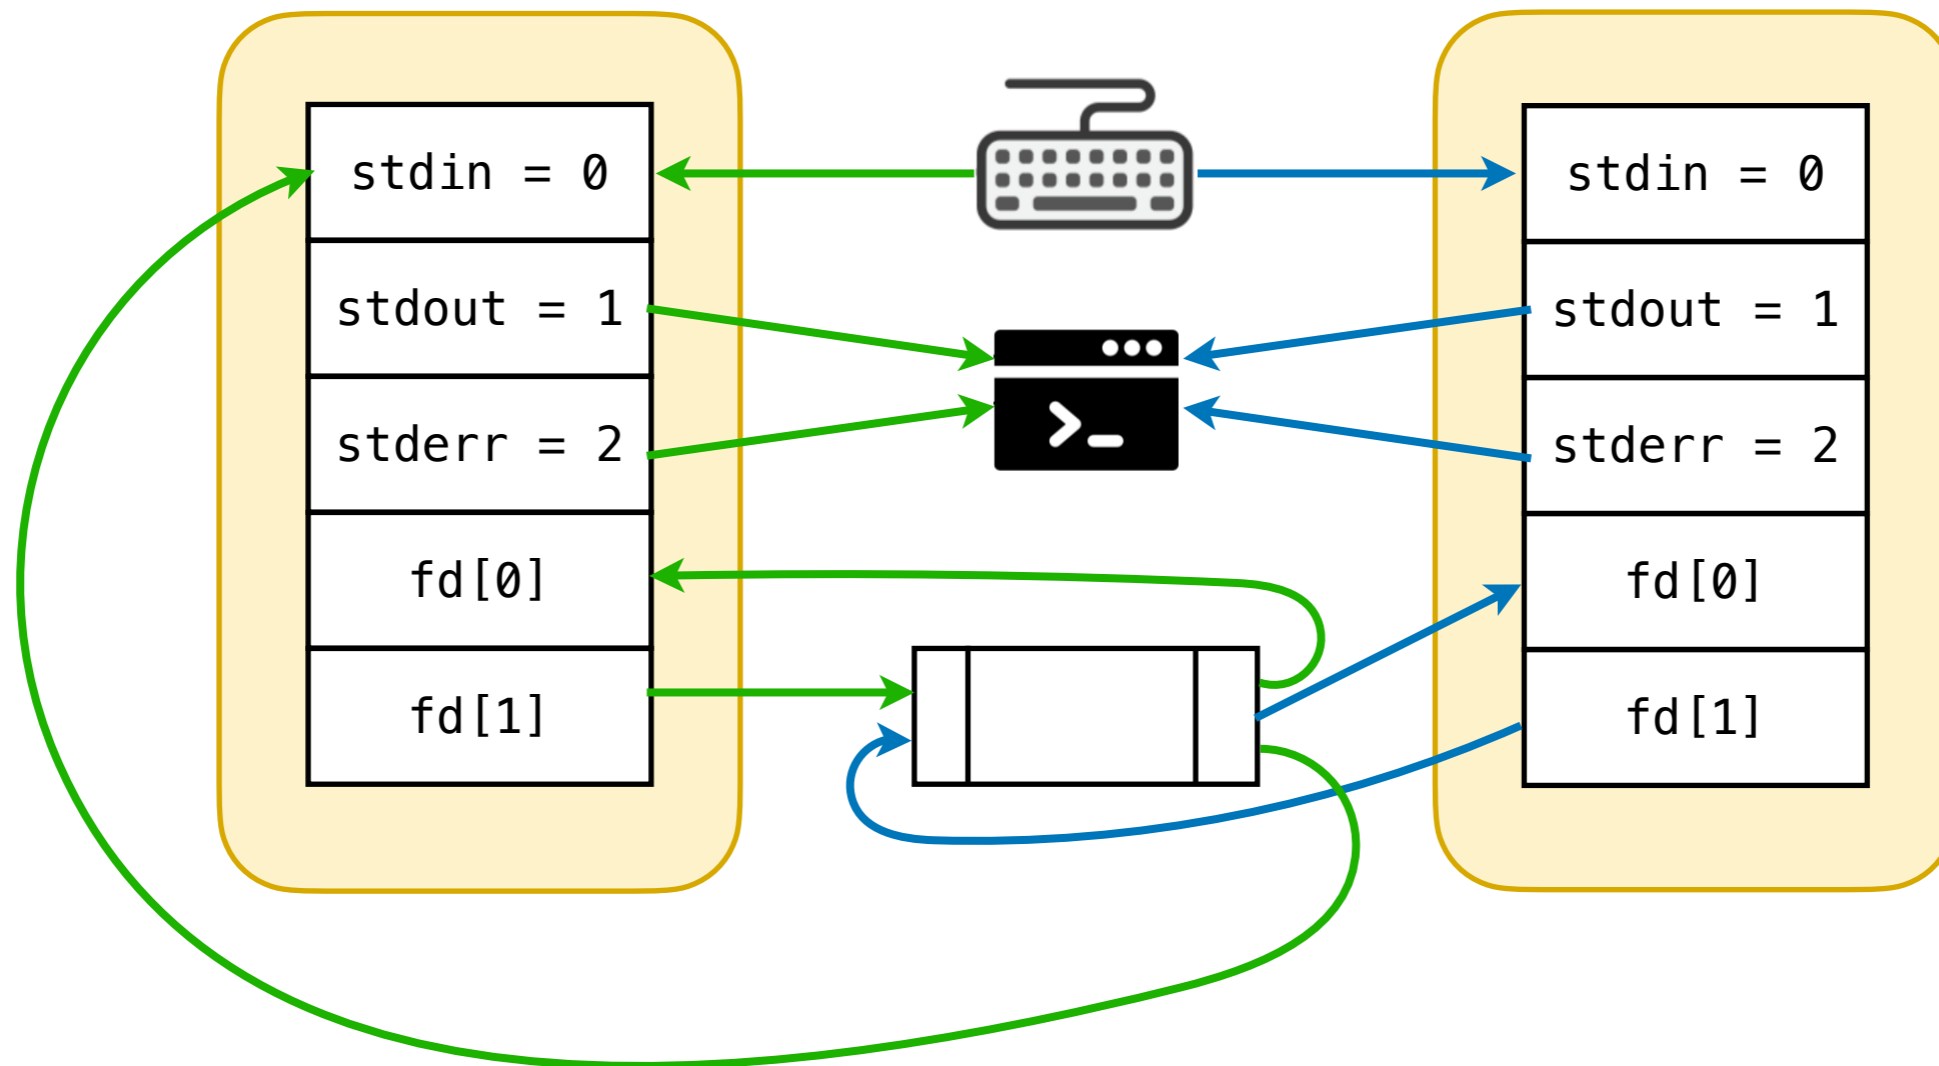 stdin = 0
stdout = 1
stderr = 2
fd[0]
fd[1]
>_
stdin = 0
stdout = 1
stderr = 2
fd[0]
fd[1]